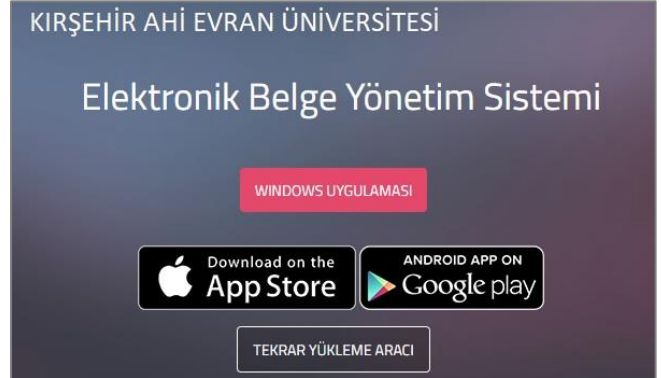 KIRŞEHİR AHİ EVRAN ÜNİVERSİTESİ
Elektronik Belge Yönetim Sistemi
WINDOWS UYGULAMASI
Download on the
App Store
ANDROID APP ON
Google play
TEKRAR YÜKLEME ARACI